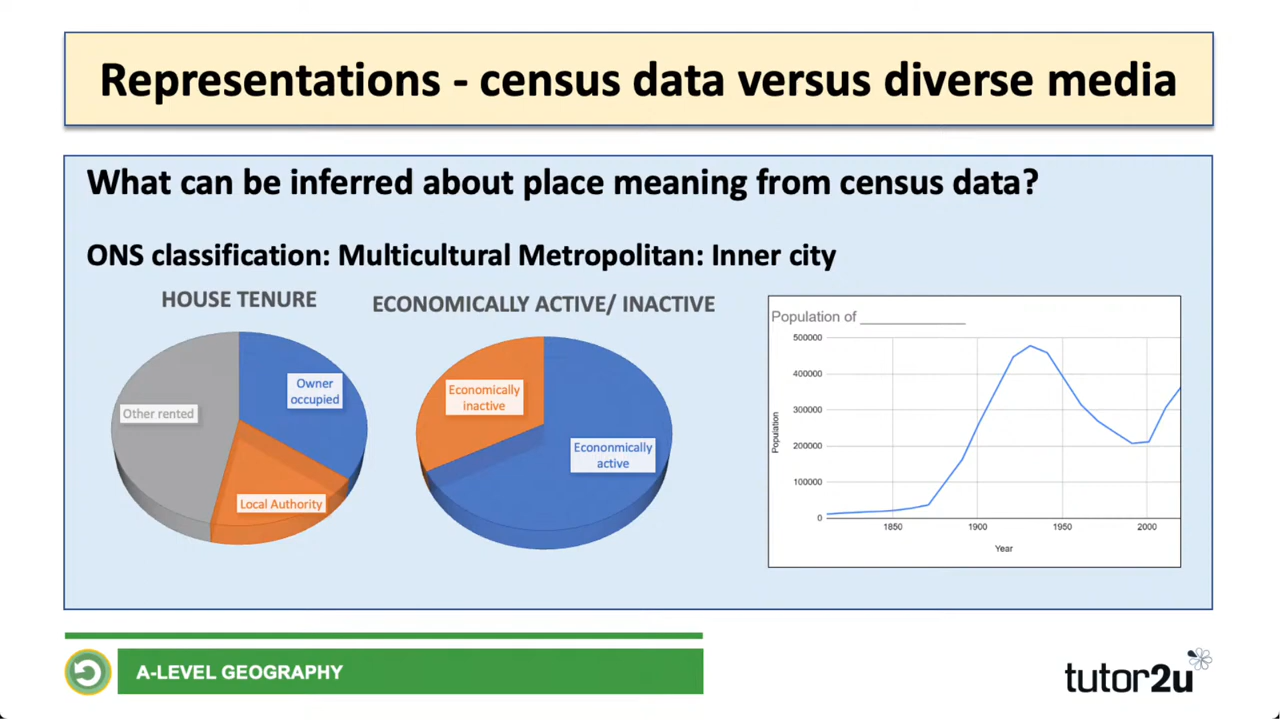 Representations - census data versus diverse media
What can be inferred about place meaning from census data?
ONS classification: Multicultural Metropolitan: Inner city
HOUSE TENURE
Owner
occupied
Other rented
Local Authority
ECONOMICALLY ACTIVE/ INACTIVE
Economically
inactive
Econonmically
active
Population of ______________
500000
400000
300000
200000
100000
0
Population
1850
1900
1950
2000
Year
A-LEVEL GEOGRAPHY
tutor2u